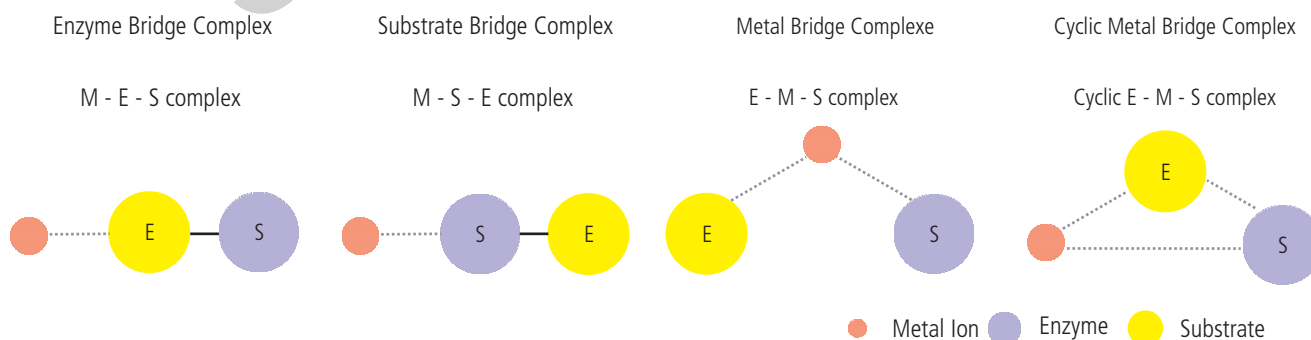 Enzyme Bridge Complex
Substrate Bridge Complex
Metal Bridge Complexe
Cyclic Metal Bridge Complex
M - E - S complex
M - S - E complex
E - M - S complex
Cyclic E - M - S complex
E
S
S
E
E
S
E
S
Metal Ion
Enzyme
Substrate